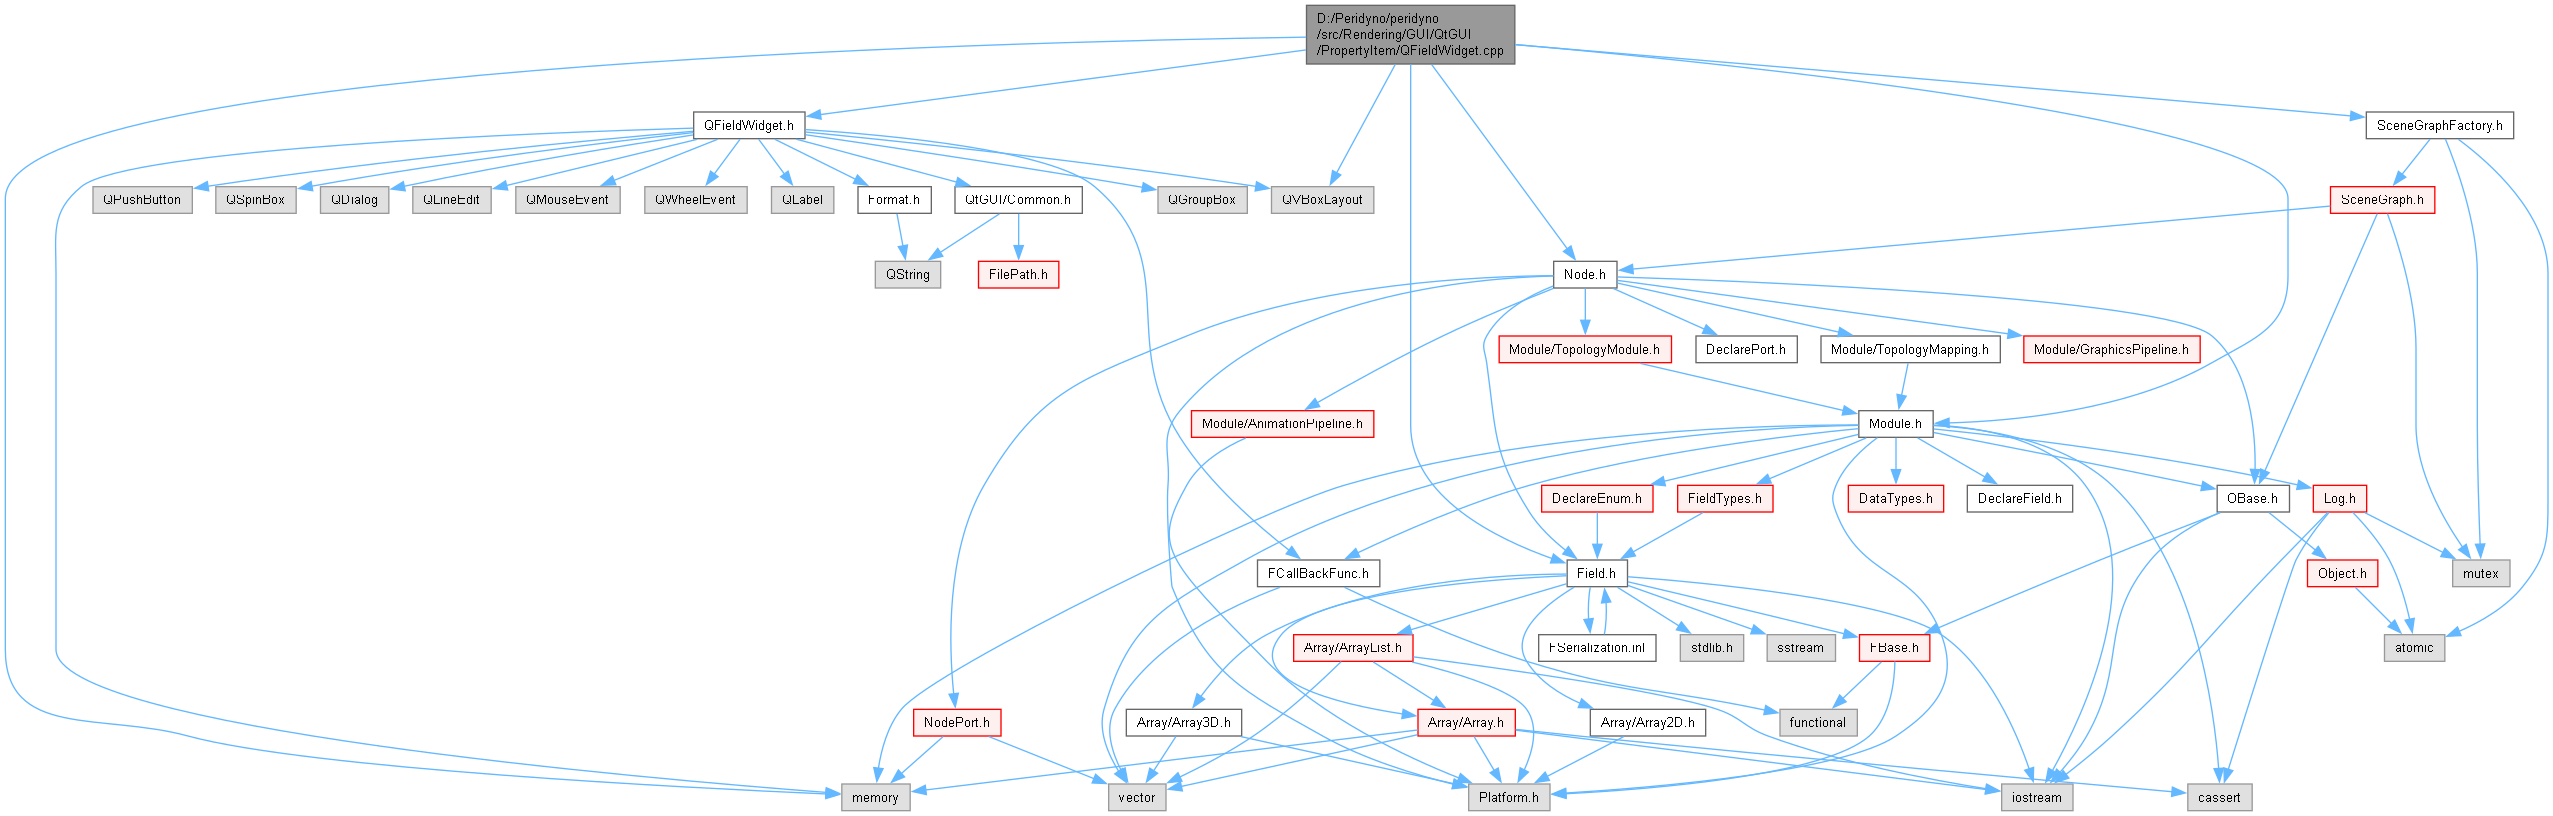 D:/Peridyno/peridyno
/src/Rendering/GUI/QtGUI
/PropertyItem/QFieldWidget.cpp
QFieldWidget.h
SceneGraphFactory.h
QPushButton
QSpinBox
QDialog
QLineEdit
QMouseEvent
QWheelEvent
QLabel
Format.h
QtGUI/Common.h
QGroupBox
QVBoxLayout
SceneGraph.h
QString
FilePath.h
Node.h
Module/TopologyModule.h
DeclarePort.h
Module/TopologyMapping.h
Module/GraphicsPipeline.h
Module/AnimationPipeline.h
Module.h
DeclareEnum.h
FieldTypes.h
DataTypes.h
DeclareField.h
OBase.h
Log.h
FCallBackFunc.h
Field.h
Object.h
mutex
Array/ArrayList.h
FSerialization.inl
stdlib.h
sstream
FBase.h
atomic
NodePort.h
Array/Array3D.h
Array/Array.h
Array/Array2D.h
functional
memory
vector
Platform.h
iostream
cassert